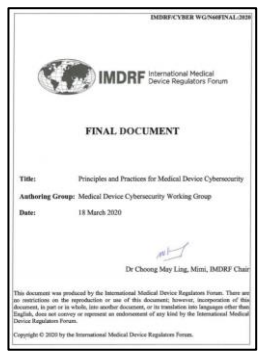 IMDRF/CYBER WG/N60FINAL:2020
IMDRF International Medical
Device Regulators Forum
FINAL DOCUMENT
Title: Principles and Practices for Medical Device Cybersecurity
Authoring Group: Medical Device Cybersecurity Working Group
Date: 18 March 2020
Dr Choong May Ling, Mimi, IMDRF Chair
This document was produced by the International Medical Device Regulators Forum. There are
no restrictions on the reproduction or use of this document; however, incorporation of this
document, in part or in whole, into another document, or its translation into languages other than
English, does not convey or represent an endorsement of any kind by the International Medical
Device Regulators Forum.
Copyright © 2020 by the International Medical Device Regulators Forum.